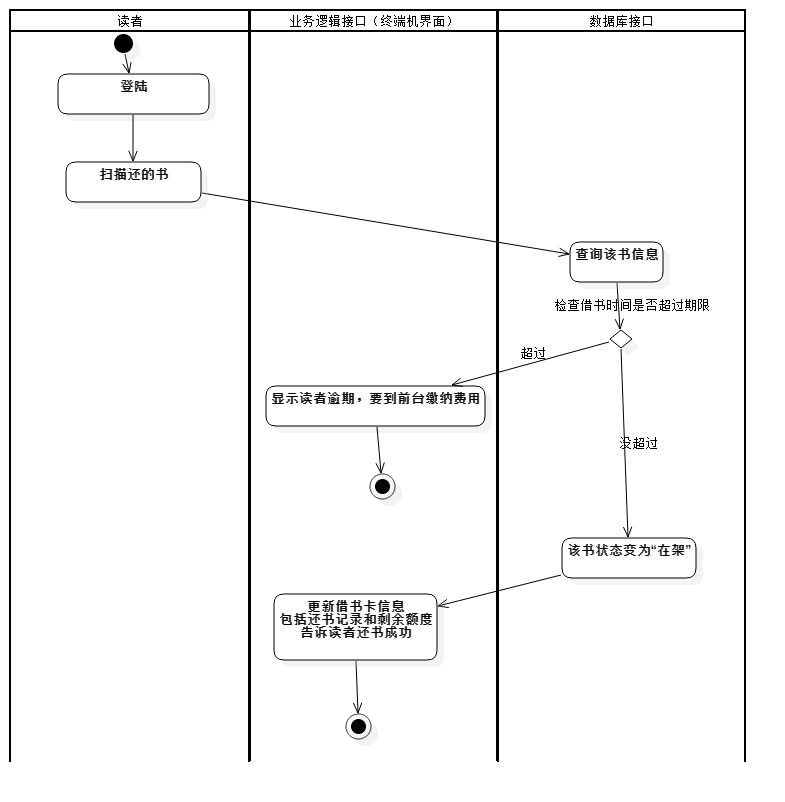 读者
业务逻辑接口（终端机界面）
数据库接口
登陆
扫描还的书
查询该书信息
检查借书时间是否超过期限
超过
显示读者逾期，要到前台缴纳费用
没超过
该书状态变为“在架”
更新借书卡信息
包括还书记录和剩余额度
告诉读者还书成功